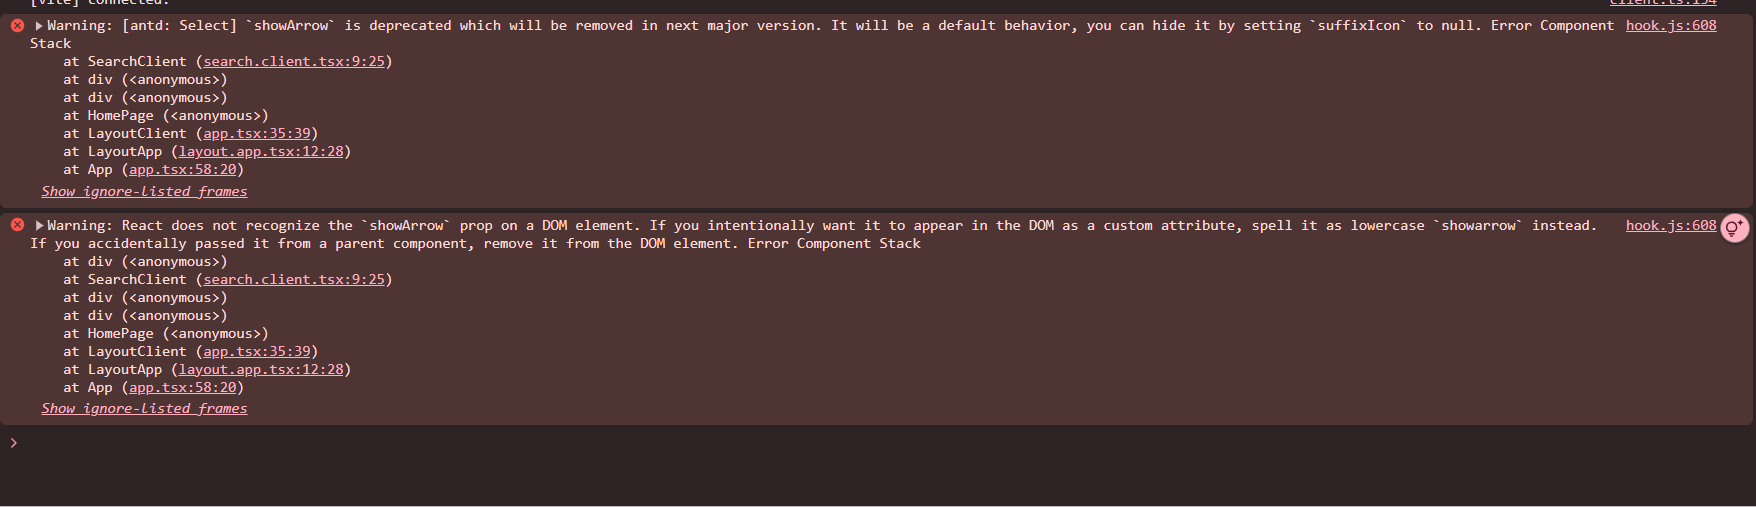 [vite] connected. client.ts:154
Warning: [antd: Select] `showArrow` is deprecated which will be removed in next major version. It will be a default behavior, you can hide it by setting `suffixIcon` to null. Error Component hook.js:608
Stack
at SearchClient (search.client.tsx:9:25)
at div (<anonymous>)
at div (<anonymous>)
at HomePage (<anonymous>)
at LayoutClient (app.tsx:35:39)
at LayoutApp (layout.app.tsx:12:28)
at App (app.tsx:58:20)
Show ignore-listed frames
Warning: React does not recognize the `showArrow` prop on a DOM element. If you intentionally want it to appear in the DOM as a custom attribute, spell it as lowercase `showarrow` instead. hook.js:608
If you accidentally passed it from a parent component, remove it from the DOM element. Error Component Stack
at div (<anonymous>)
at SearchClient (search.client.tsx:9:25)
at div (<anonymous>)
at div (<anonymous>)
at HomePage (<anonymous>)
at LayoutClient (app.tsx:35:39)
at LayoutApp (layout.app.tsx:12:28)
at App (app.tsx:58:20)
Show ignore-listed frames